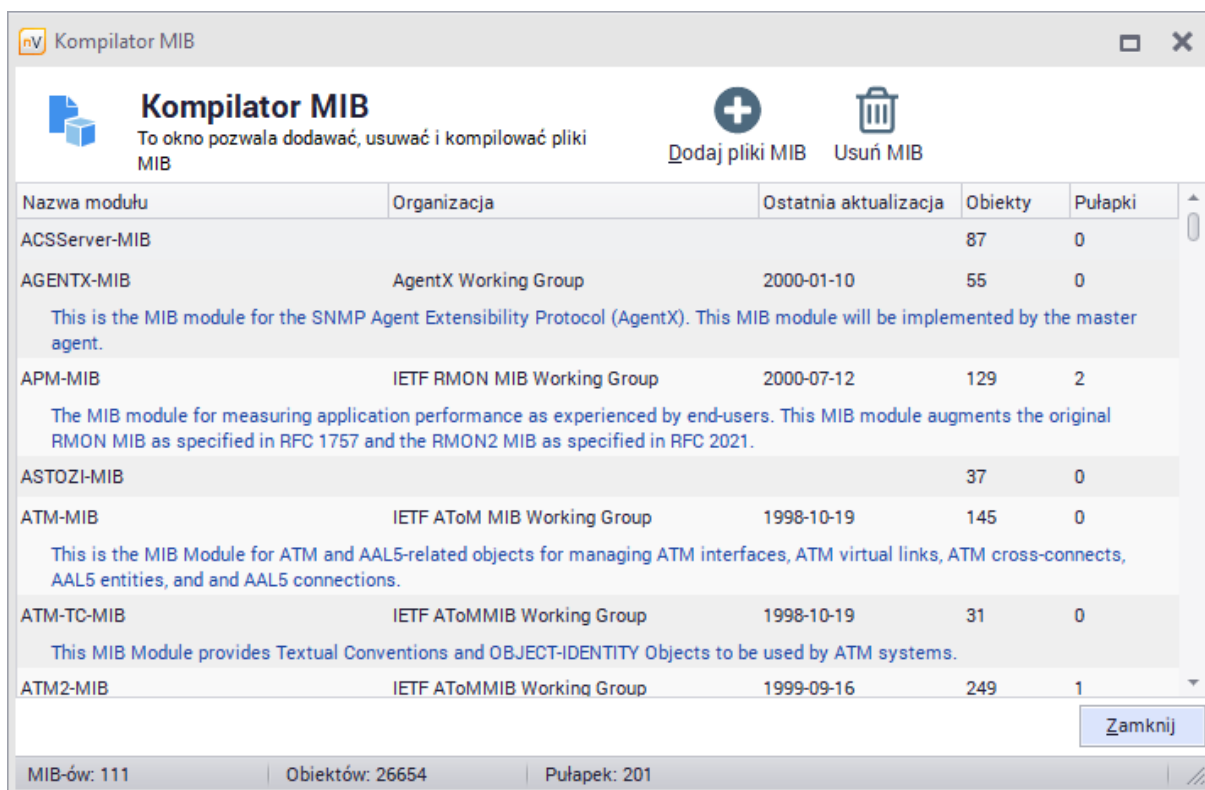 nV Kompilator MIB
Kompilator MIB
To okno pozwala dodawać, usuwać i kompilować pliki
MIB
Dodaj pliki MIB Usuń MIB
Nazwa modułu Organizacja Ostatnia aktualizacja Obiekty Pułapki
ACSServer-MIB 87 0
AGENTX-MIB AgentX Working Group 2000-01-10 55 0
This is the MIB module for the SNMP Agent Extensibility Protocol (AgentX). This MIB module will be implemented by the master
agent.
APM-MIB IETF RMON MIB Working Group 2000-07-12 129 2
The MIB module for measuring application performance as experienced by end-users. This MIB module augments the original
RMON MIB as specified in RFC 1757 and the RMON2 MIB as specified in RFC 2021.
ASTOZI-MIB 37 0
ATM-MIB IETF AToM MIB Working Group 1998-10-19 145 0
This is the MIB Module for ATM and AAL5-related objects for managing ATM interfaces, ATM virtual links, ATM cross-connects,
AAL5 entities, and and AAL5 connections.
ATM-TC-MIB IETF AToMMIB Working Group 1998-10-19 31 0
This MIB Module provides Textual Conventions and OBJECT-IDENTITY Objects to be used by ATM systems.
ATM2-MIB IETF AToMMIB Working Group 1999-09-16 249 1
Zamknij
MIB-ów: 111 Obiektów: 26654 Pułapek: 201